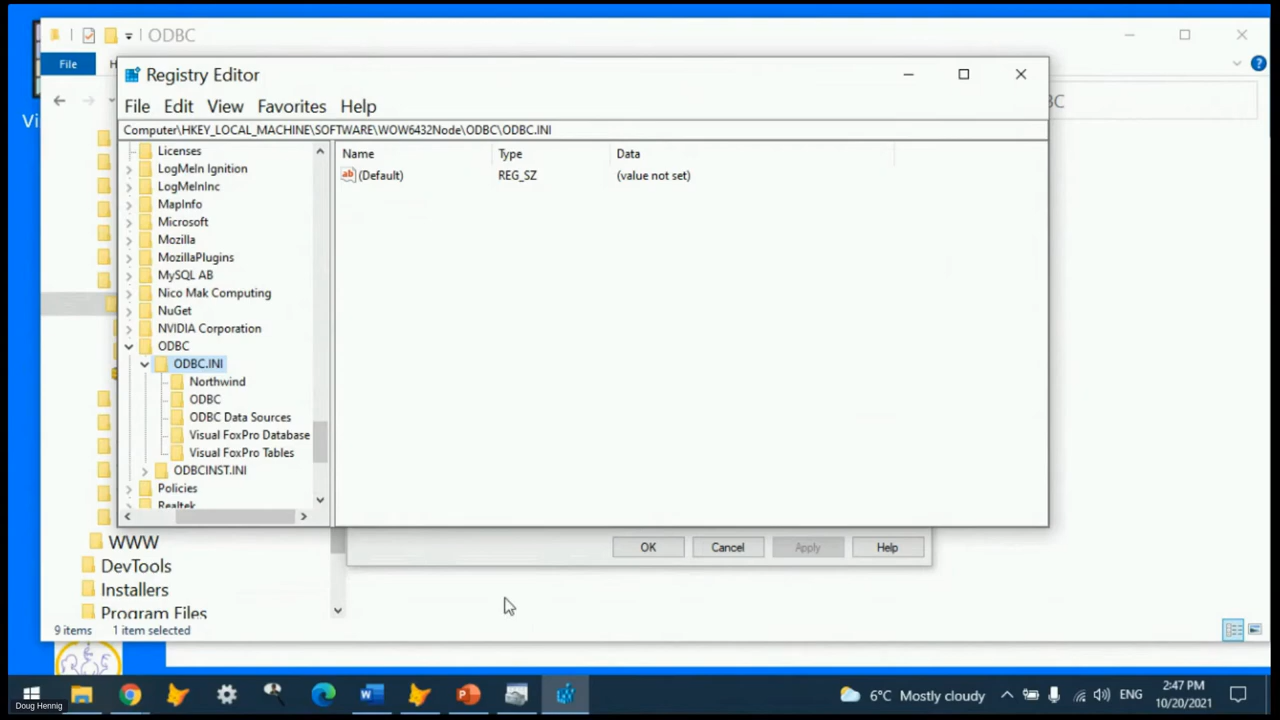 ODBC
File
H
BC
Vi
Registry Editor
File Edit View Favorites Help
Computer\HKEY_LOCAL_MACHINE\SOFTWARE\WOW6432Node\ODBC\ODBC.INI
Name Type Data
ab (Default) REG_SZ (value not set)
Licenses
LogMeIn Ignition
LogMeInInc
MapInfo
Microsoft
Mozilla
MozillaPlugins
MySQL AB
Nico Mak Computing
NuGet
NVIDIA Corporation
ODBC
ODBC.INI
Northwind
ODBC
ODBC Data Sources
Visual FoxPro Database
Visual FoxPro Tables
ODBCINST.INI
Policies
Realtek
OK Cancel Apply Help
WWW
DevTools
Installers
Program Files
9 items 1 item selected
6°C Mostly cloudy ENG 2:47 PM
10/20/2021
Doug Hennig